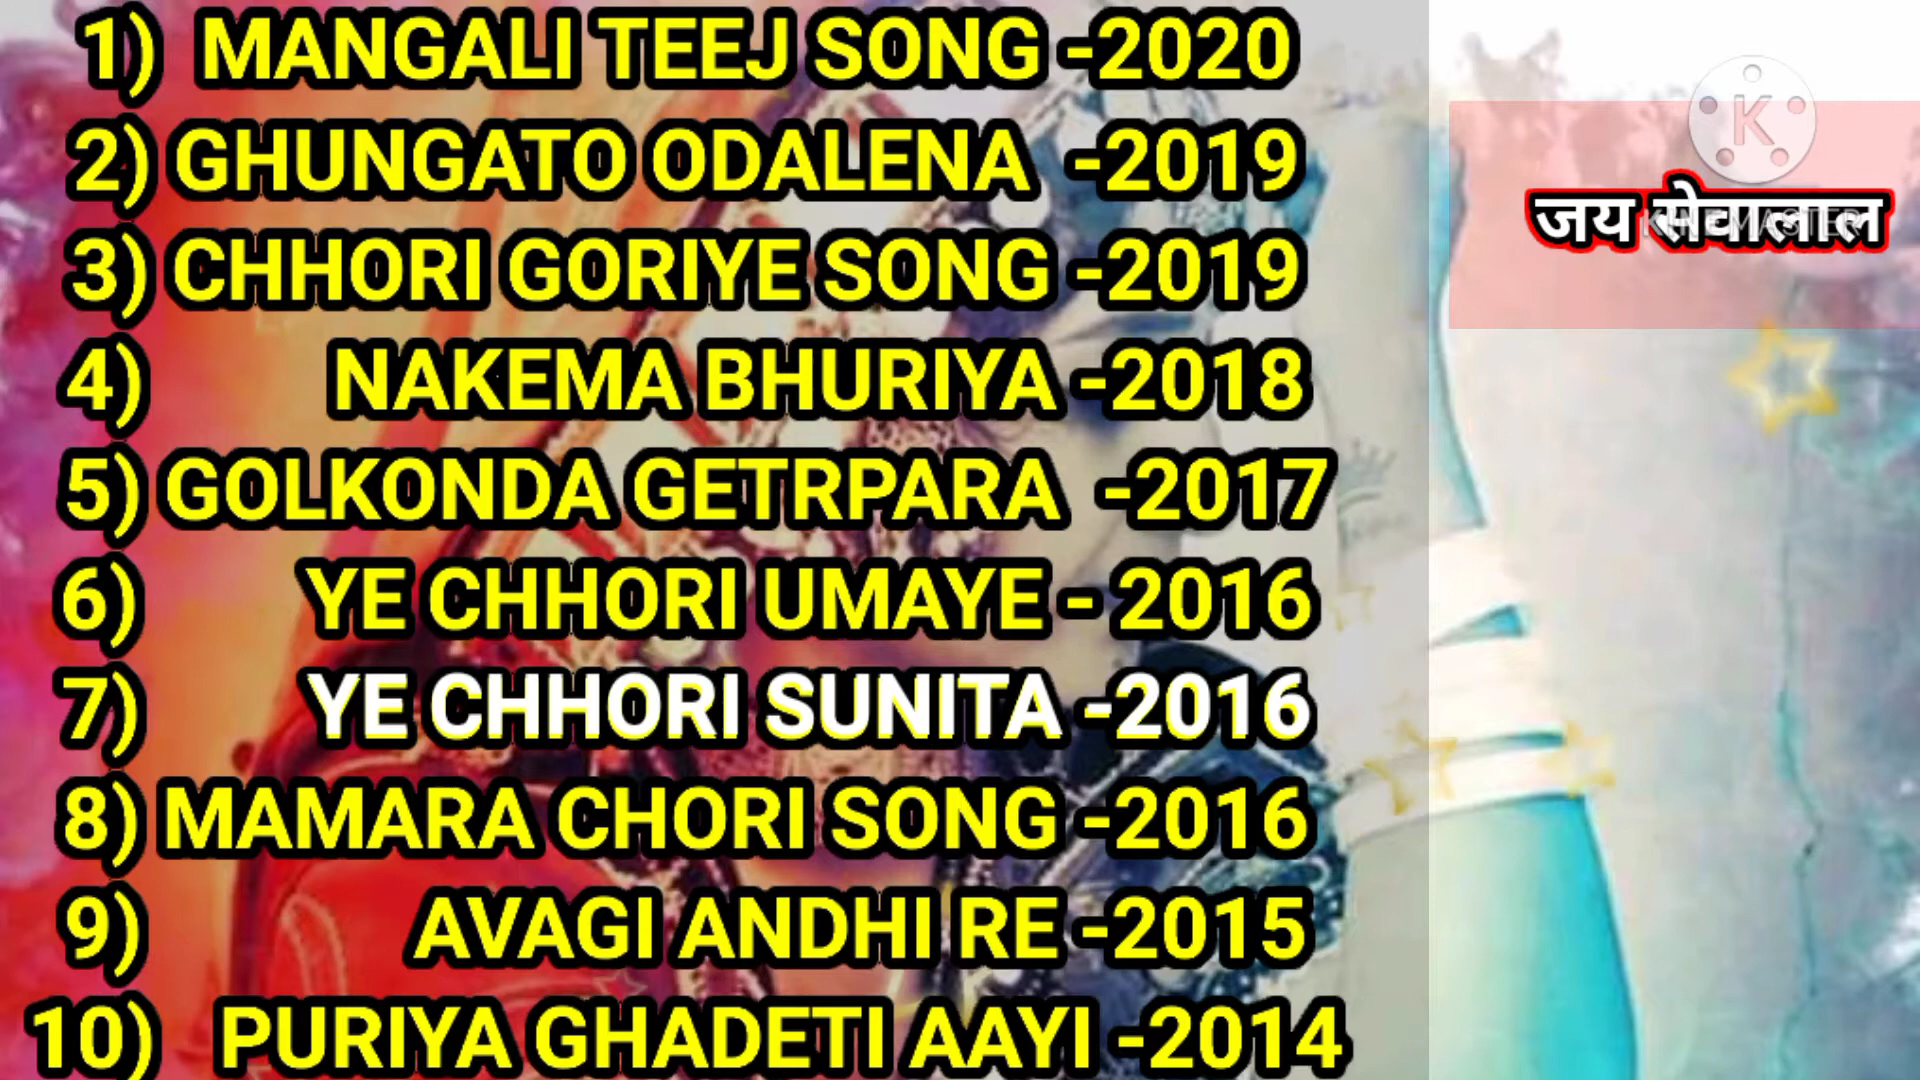 1) MANGALI TEEJ SONG -2020
2) GHUNGATO ODALENA -2019
3) CHHORI GORIYE SONG -2019
4) NAKEMA BHURIYA -2018
5) GOLKONDA GETRPARA -2017
6) YE CHHORI UMAYE - 2016
7) YE CHHORI SUNITA -2016
8) MAMARA CHORI SONG -2016
9) AVAGI ANDHI RE -2015
10) PURIYA GHADETI AAYI -2014
K
जय सेवालाल
KINEMASTER